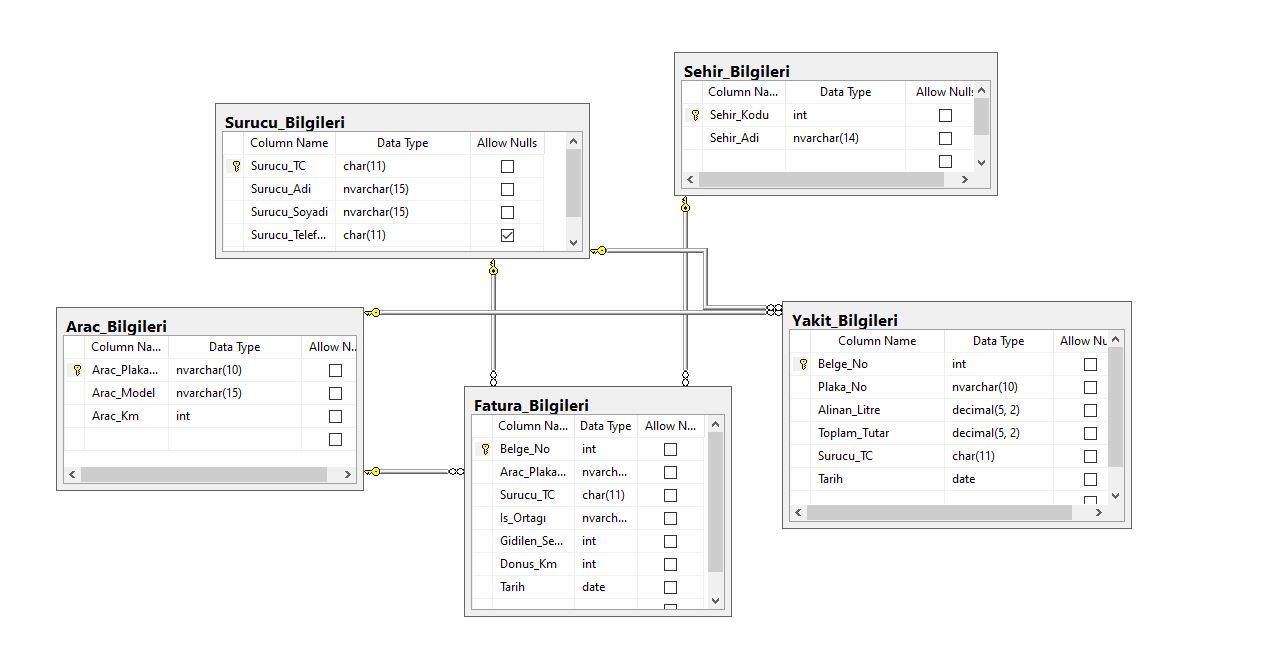 Sehir_Bilgileri
Column Na... Data Type Allow Nulls
Sehir_Kodu int
Sehir_Adi nvarchar(14)
Surucu_Bilgileri
Column Name Data Type Allow Nulls
Surucu_TC char(11)
Surucu_Adi nvarchar(15)
Surucu_Soyadi nvarchar(15)
Surucu_Telef... char(11)
Arac_Bilgileri
Column Na... Data Type Allow N..
Arac_Plaka... nvarchar(10)
Arac_Model nvarchar(15)
Arac_Km int
Yakit_Bilgileri
Column Name Data Type Allow Nu
Belge_No int
Plaka_No nvarchar(10)
Alinan_Litre decimal(5, 2)
Toplam_Tutar decimal(5, 2)
Surucu_TC char(11)
Tarih date
Fatura_Bilgileri
Column Na... Data Type Allow N...
Belge_No int
Arac_Plaka... nvarch...
Surucu_TC char(11)
Is_Ortagı nvarch...
Gidilen_Se... int
Donus_Km int
Tarih date